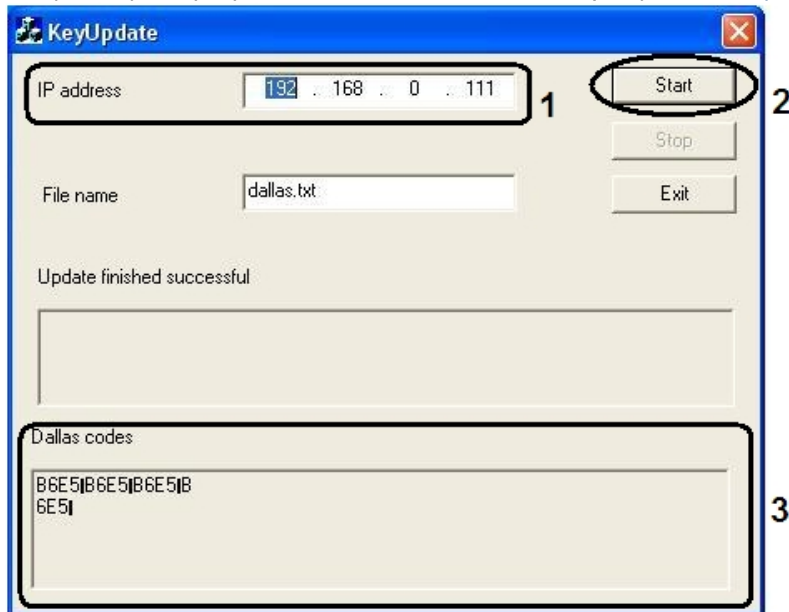 KeyUpdate
IP address 192 . 168 . 0 . 111
1
Start
2
Stop
File name dallas.txt
Exit
Update finished successful
Dallas codes
B6E5|B6E5|B6E5|B
6E5|
3